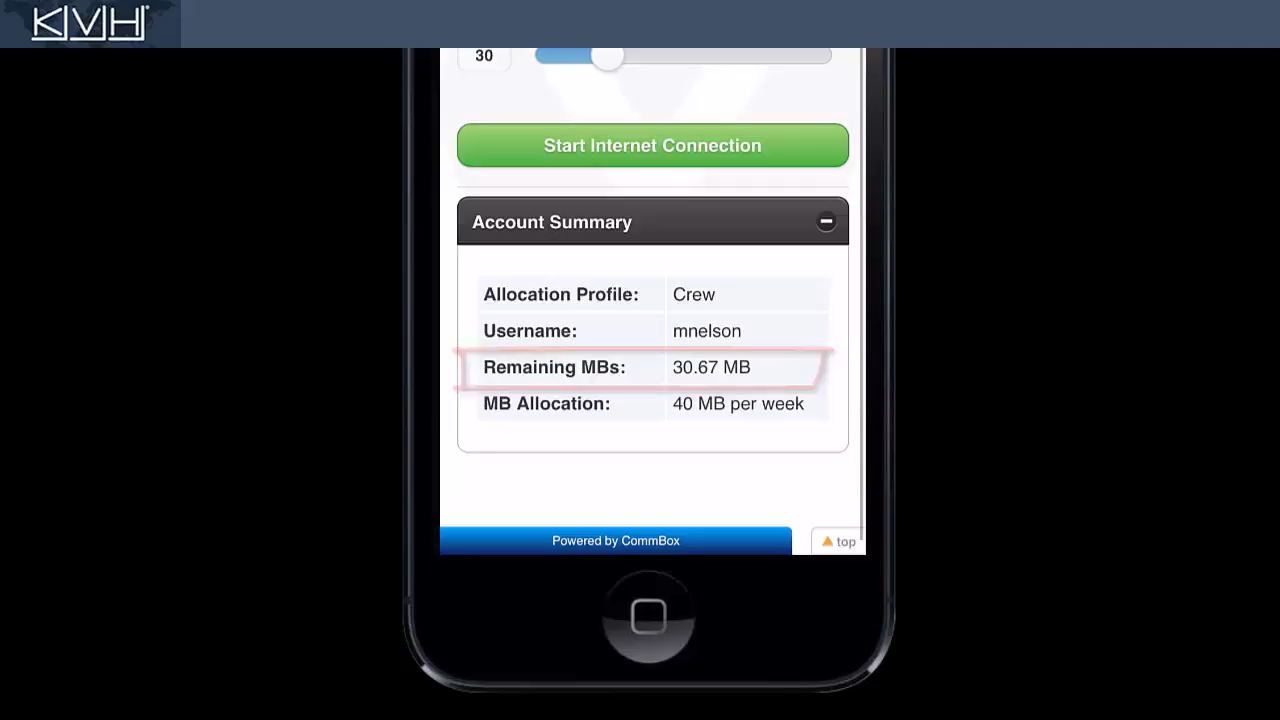 KVH
30
Start Internet Connection
Account Summary
Allocation Profile: Crew
Username: mnelson
Remaining MBs: 30.67 MB
MB Allocation: 40 MB per week
Powered by CommBox
top